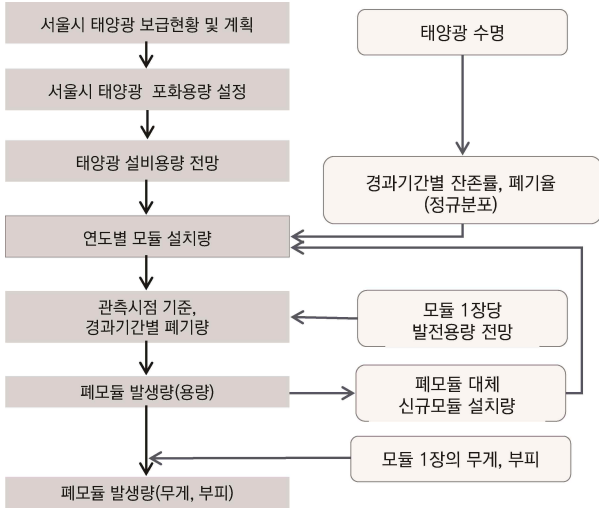 서울시 태양광 보급현황 및 계획
태양광 수명
서울시 태양광 포화용량 설정
태양광 설비용량 전망
경과기간별 잔존률, 폐기율
(정규분포)
연도별 모듈 설치량
관측시점 기준,
경과기간별 폐기량
모듈 1장당
발전용량 전망
폐모듈 발생량(용량)
폐모듈 대체
신규모듈 설치량
모듈 1장의 무게, 부피
폐모듈 발생량(무게, 부피)